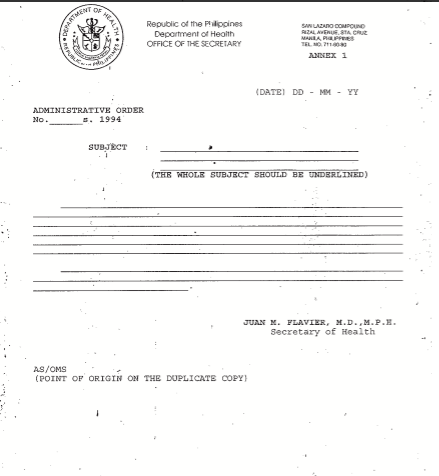 DEPARTMENT OF HEALTH
REPUBLIC OF THE PHILIPPINES
Republic of the Philippines
Department of Health
OFFICE OF THE SECRETARY
SAN LAZARO COMPOUND
RIZAL AVENUE, STA. CRUZ
MANILA, PHILIPPINES
TEL. NO.
ANNEX 1
(DATE) DD - MM - YY
ADMINISTRATIVE ORDER
No.______s. 1994
SUBJECT :
(THE WHOLE SUBJECT SHOULD BE UNDERLINED)
JUAN M. FLAVIER, M.D.,M.P.H.
Secretary of Health
AS/OMS
(POINT OF ORIGIN ON THE DUPLICATE COPY)